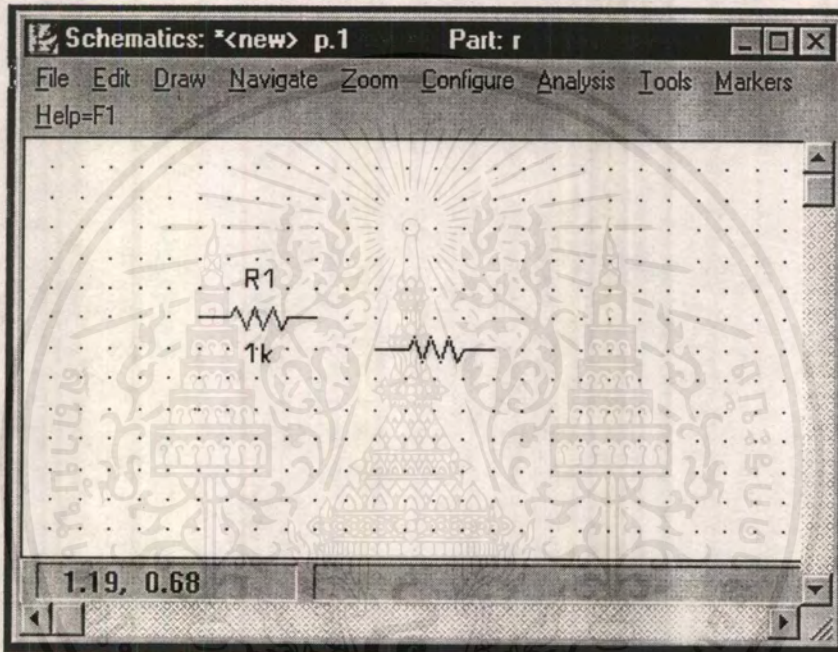 Schematics: *<new> p.1 Part: r
File Edit Draw Navigate Zoom Configure Analysis Tools Markers
Help=F1
R1
1k
1.19, 0.68